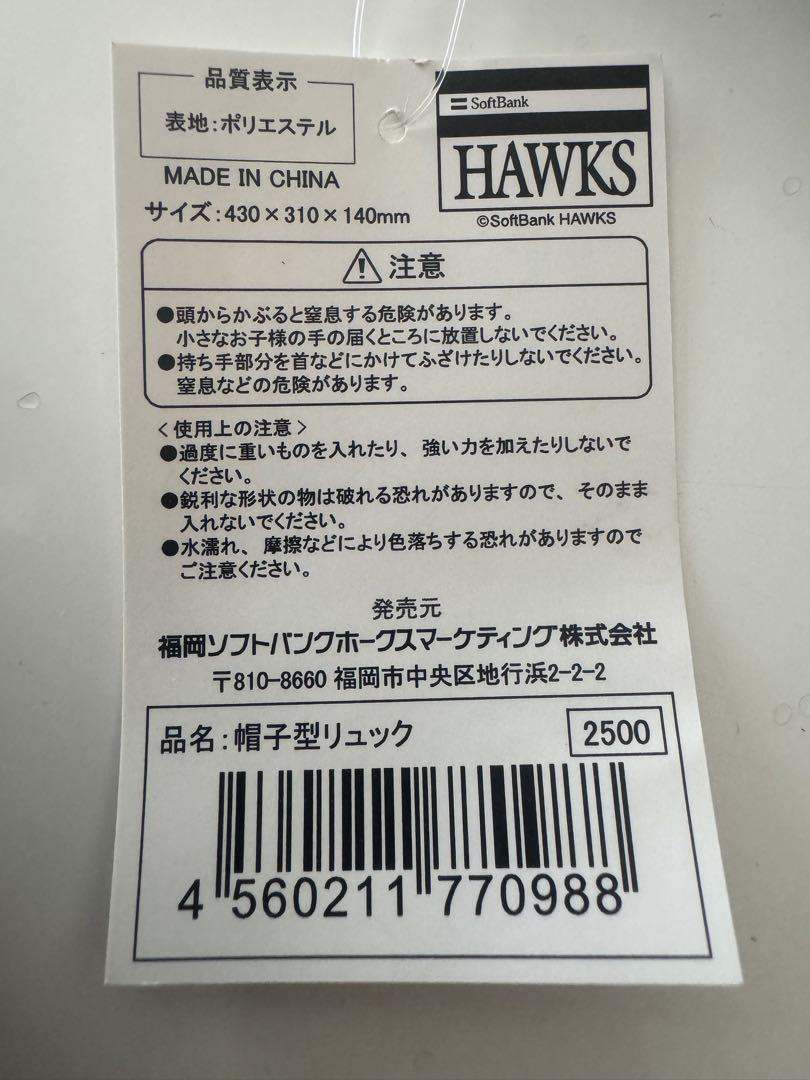 品質表示
表地:ポリエステル
MADE IN CHINA
サイズ:430×310×140mm
SoftBank
HAWKS
©SoftBank HAWKS
注意
●頭からかぶると窒息する危険があります。
小さなお子様の手の届くところに放置しないでください。
●持ち手部分を首などにかけてふざけたりしないでください。
窒息などの危険があります。
<使用上の注意>
●過度に重いものを入れたり、強い力を加えたりしないで
ください。
●鋭利な形状の物は破れる恐れがありますので、そのまま
入れないでください。
●水濡れ、摩擦などにより色落ちする恐れがありますので
ご注意ください。
発売元
福岡ソフトバンクホークスマーケティング株式会社
〒810-8660 福岡市中央区地行浜2-2-2
品名:帽子型リュック
2500
4 560211 770988